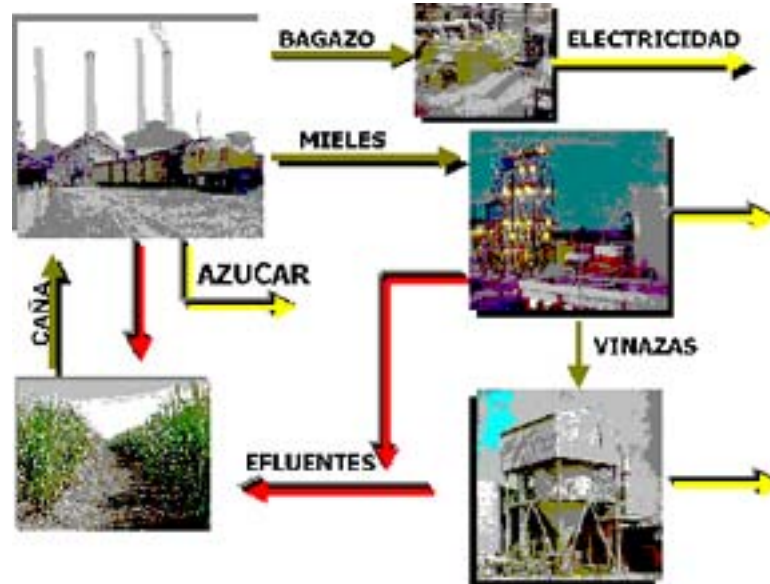 BAGAZO
ELECTRICIDAD
MIELES
AZUCAR
CAÑA
VINAZAS
EFLUENTES